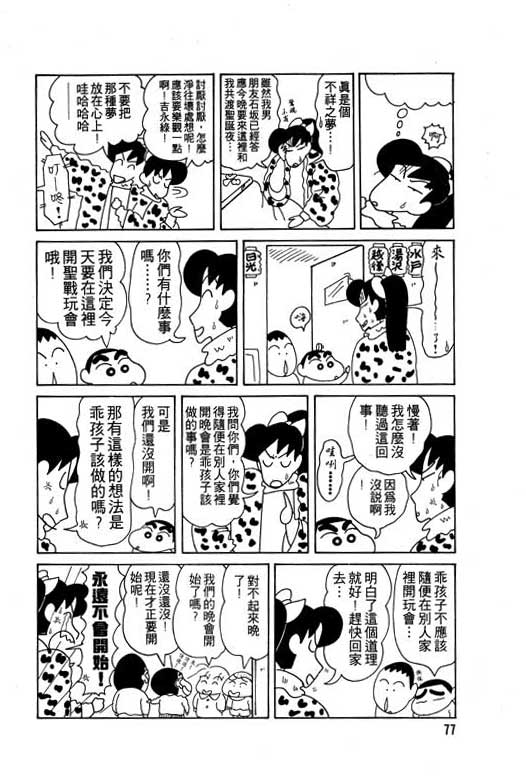 啊
真是個
不祥之夢…
雖然我男
朋友石坂已經答
應今晚要來這裡和
我共渡聖誕夜…
討厭討厭，怎麼
淨往壞處想呢！
應該要樂觀一點
啊！吉永綠！
不要把
那種夢
放在心上！
哇哈哈哈
叮—咚！
來——了！
水戶
湯沢
越後
日光
你們有什麼事
嗎……？
我們決定今
天要在這裡
開聖戰玩會
哦！
慢著！
我怎麼沒
聽過這回
事！
因為我
沒說啊！
哇咧……
我問你們，你們覺
得隨便在別人家裡
開晚會是乖孩子該
做的事嗎？
可是
我們還沒開啊！
那有這樣的想法是
乖孩子該做的嗎？
乖孩子不應該
隨便在別人家
裡開玩會…
明白了這個道理
就好！趕快回家
去…
對不起來晚
了！
我們的晚會開
始了嗎？
還沒還沒！
現在才正要開
始呢！
永遠不會開始！
77